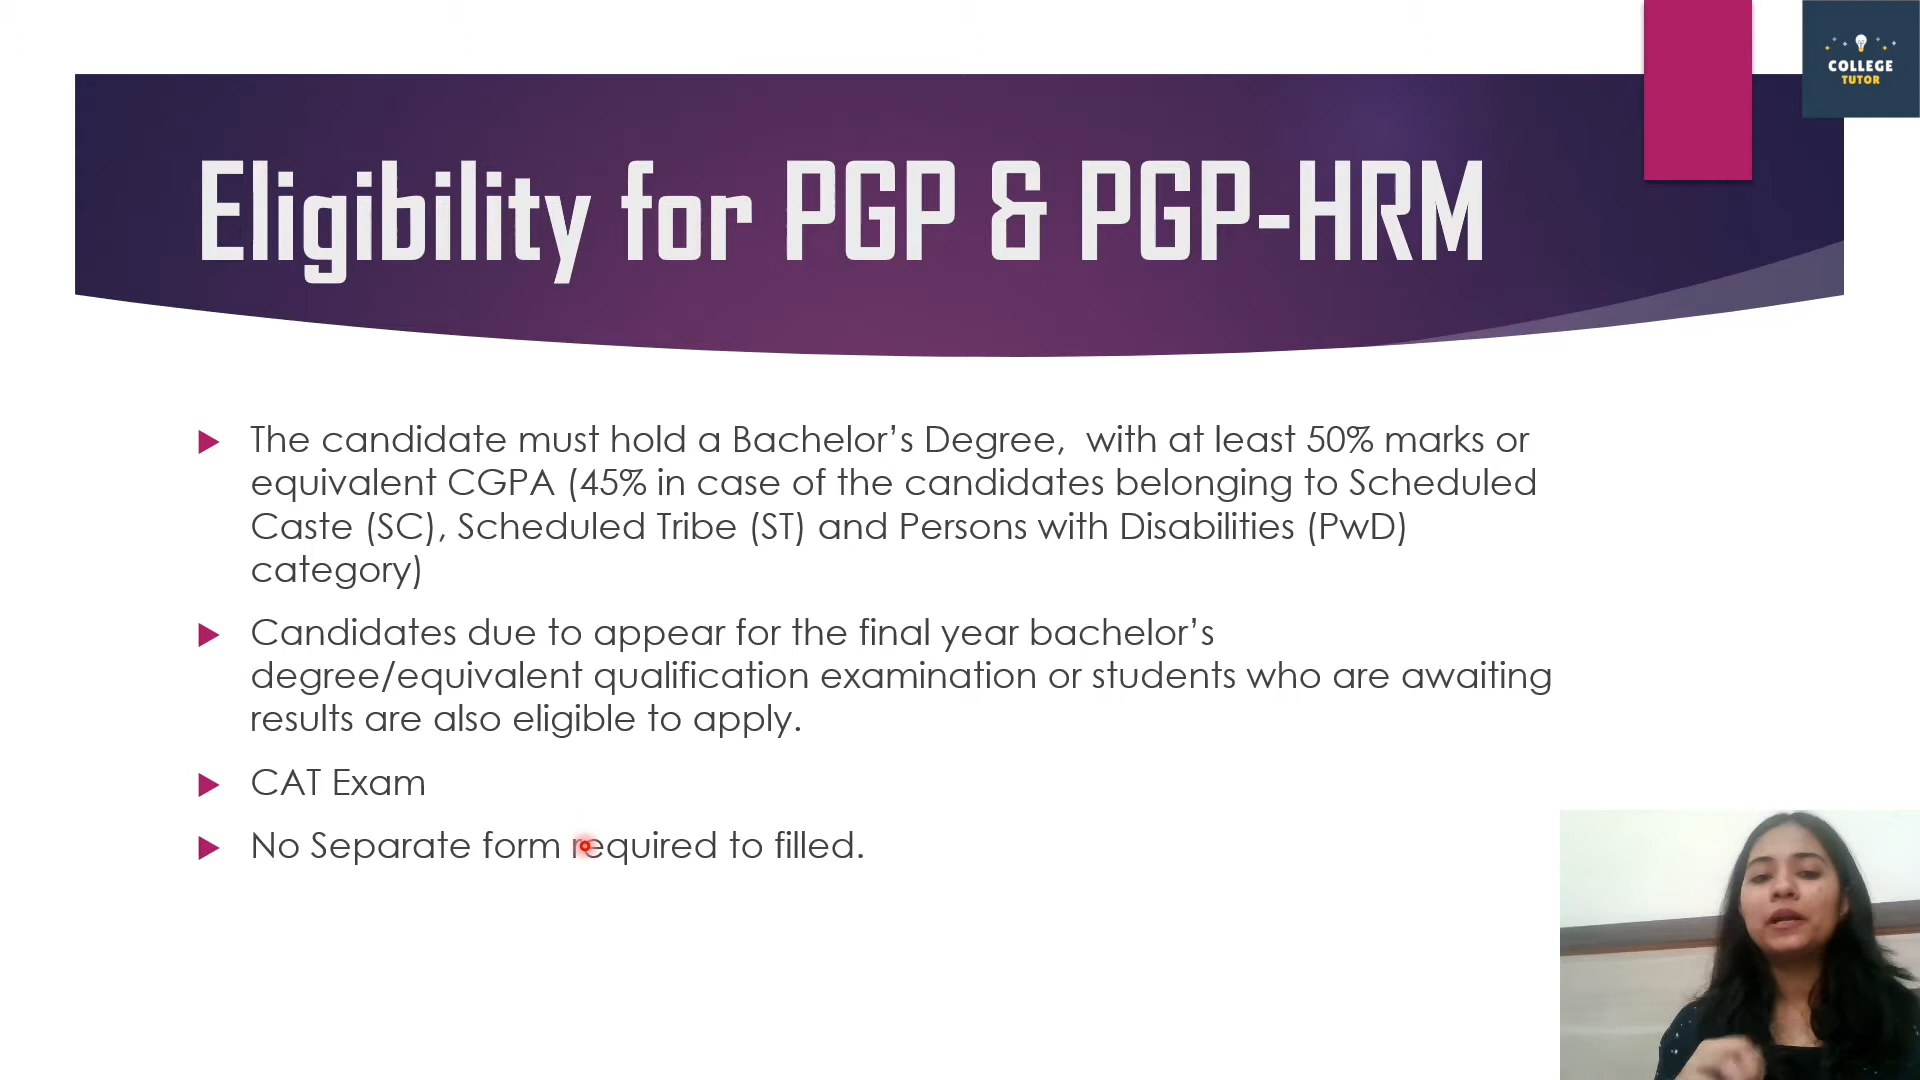 COLLEGE
TUTOR
Eligibility for PGP & PGP-HRM
The candidate must hold a Bachelor's Degree,  with at least 50% marks or
equivalent CGPA (45% in case of the candidates belonging to Scheduled
Caste (SC), Scheduled Tribe (ST) and Persons with Disabilities (PwD)
category)
Candidates due to appear for the final year bachelor's
degree/equivalent qualification examination or students who are awaiting
results are also eligible to apply.
CAT Exam
No Separate form required to filled.